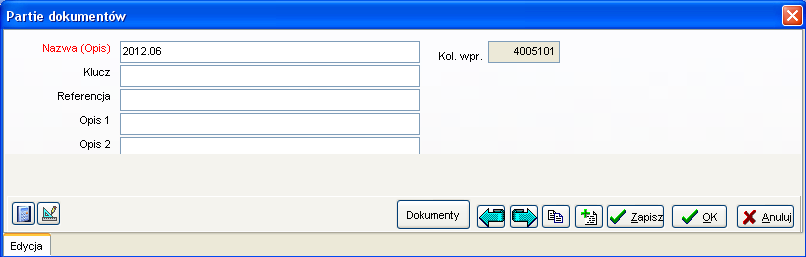 Partie dokumentów
Nazwa (Opis) 2012.06 Kol. wpr. 4005101
Klucz
Referencja
Opis 1
Opis 2
Dokumenty Zapisz OK Anuluj
Edycja